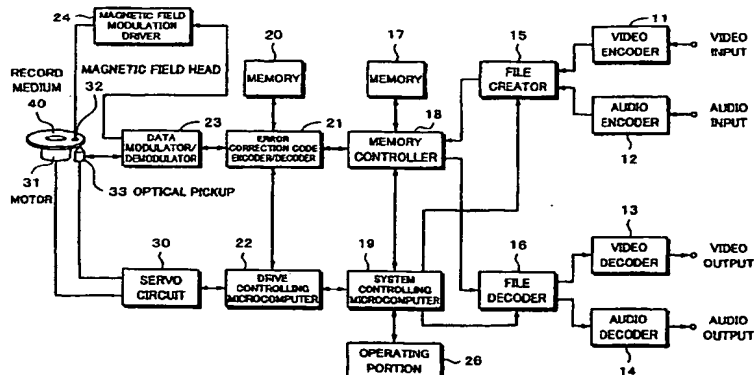 24
MAGNETIC FIELD
MODULATION
DRIVER
MAGNETIC FIELD HEAD
RECORD
MEDIUM
32
40
31
MOTOR
33 OPTICAL PICKUP
23
DATA
MODULATOR/
DEMODULATOR
20
MEMORY
21
ERROR
CORRECTION CODE
ENCODER/DECODER
17
MEMORY
18
MEMORY
CONTROLLER
15
FILE
CREATOR
11
VIDEO
ENCODER
VIDEO
INPUT
AUDIO
ENCODER
12
AUDIO
INPUT
30
SERVO
CIRCUIT
22
DRIVE
CONTROLLING
MICROCOMPUTER
19
SYSTEM
CONTROLLING
MICROCOMPUTER
16
FILE
DECODER
13
VIDEO
DECODER
VIDEO
OUTPUT
AUDIO
DECODER
14
AUDIO
OUTPUT
OPERATING
PORTION
26